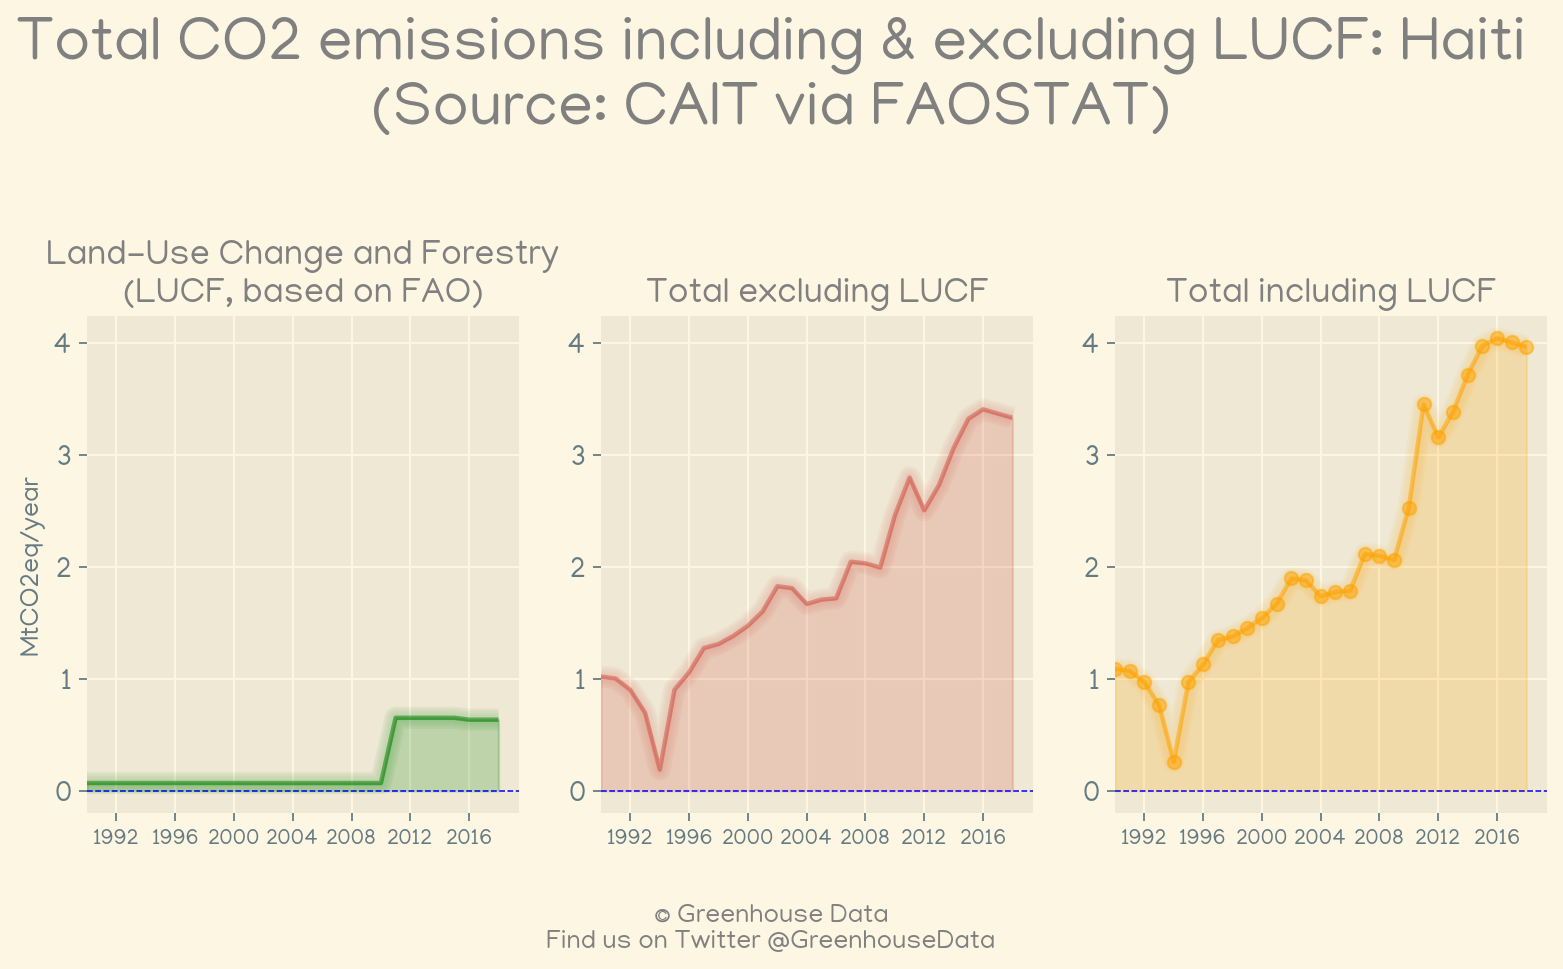 Total CO2 emissions including & excluding LUCF: Haiti
(Source: CAIT via FAOSTAT)
Land-Use Change and Forestry
(LUCF, based on FAO)
MtCO2eq/year
4
3
2
1
0
1992 1996 2000 2004 2008 2012 2016
Total excluding LUCF
4
3
2
1
0
1992 1996 2000 2004 2008 2012 2016
Total including LUCF
4
3
2
1
0
1992 1996 2000 2004 2008 2012 2016
© Greenhouse Data
Find us on Twitter @GreenhouseData